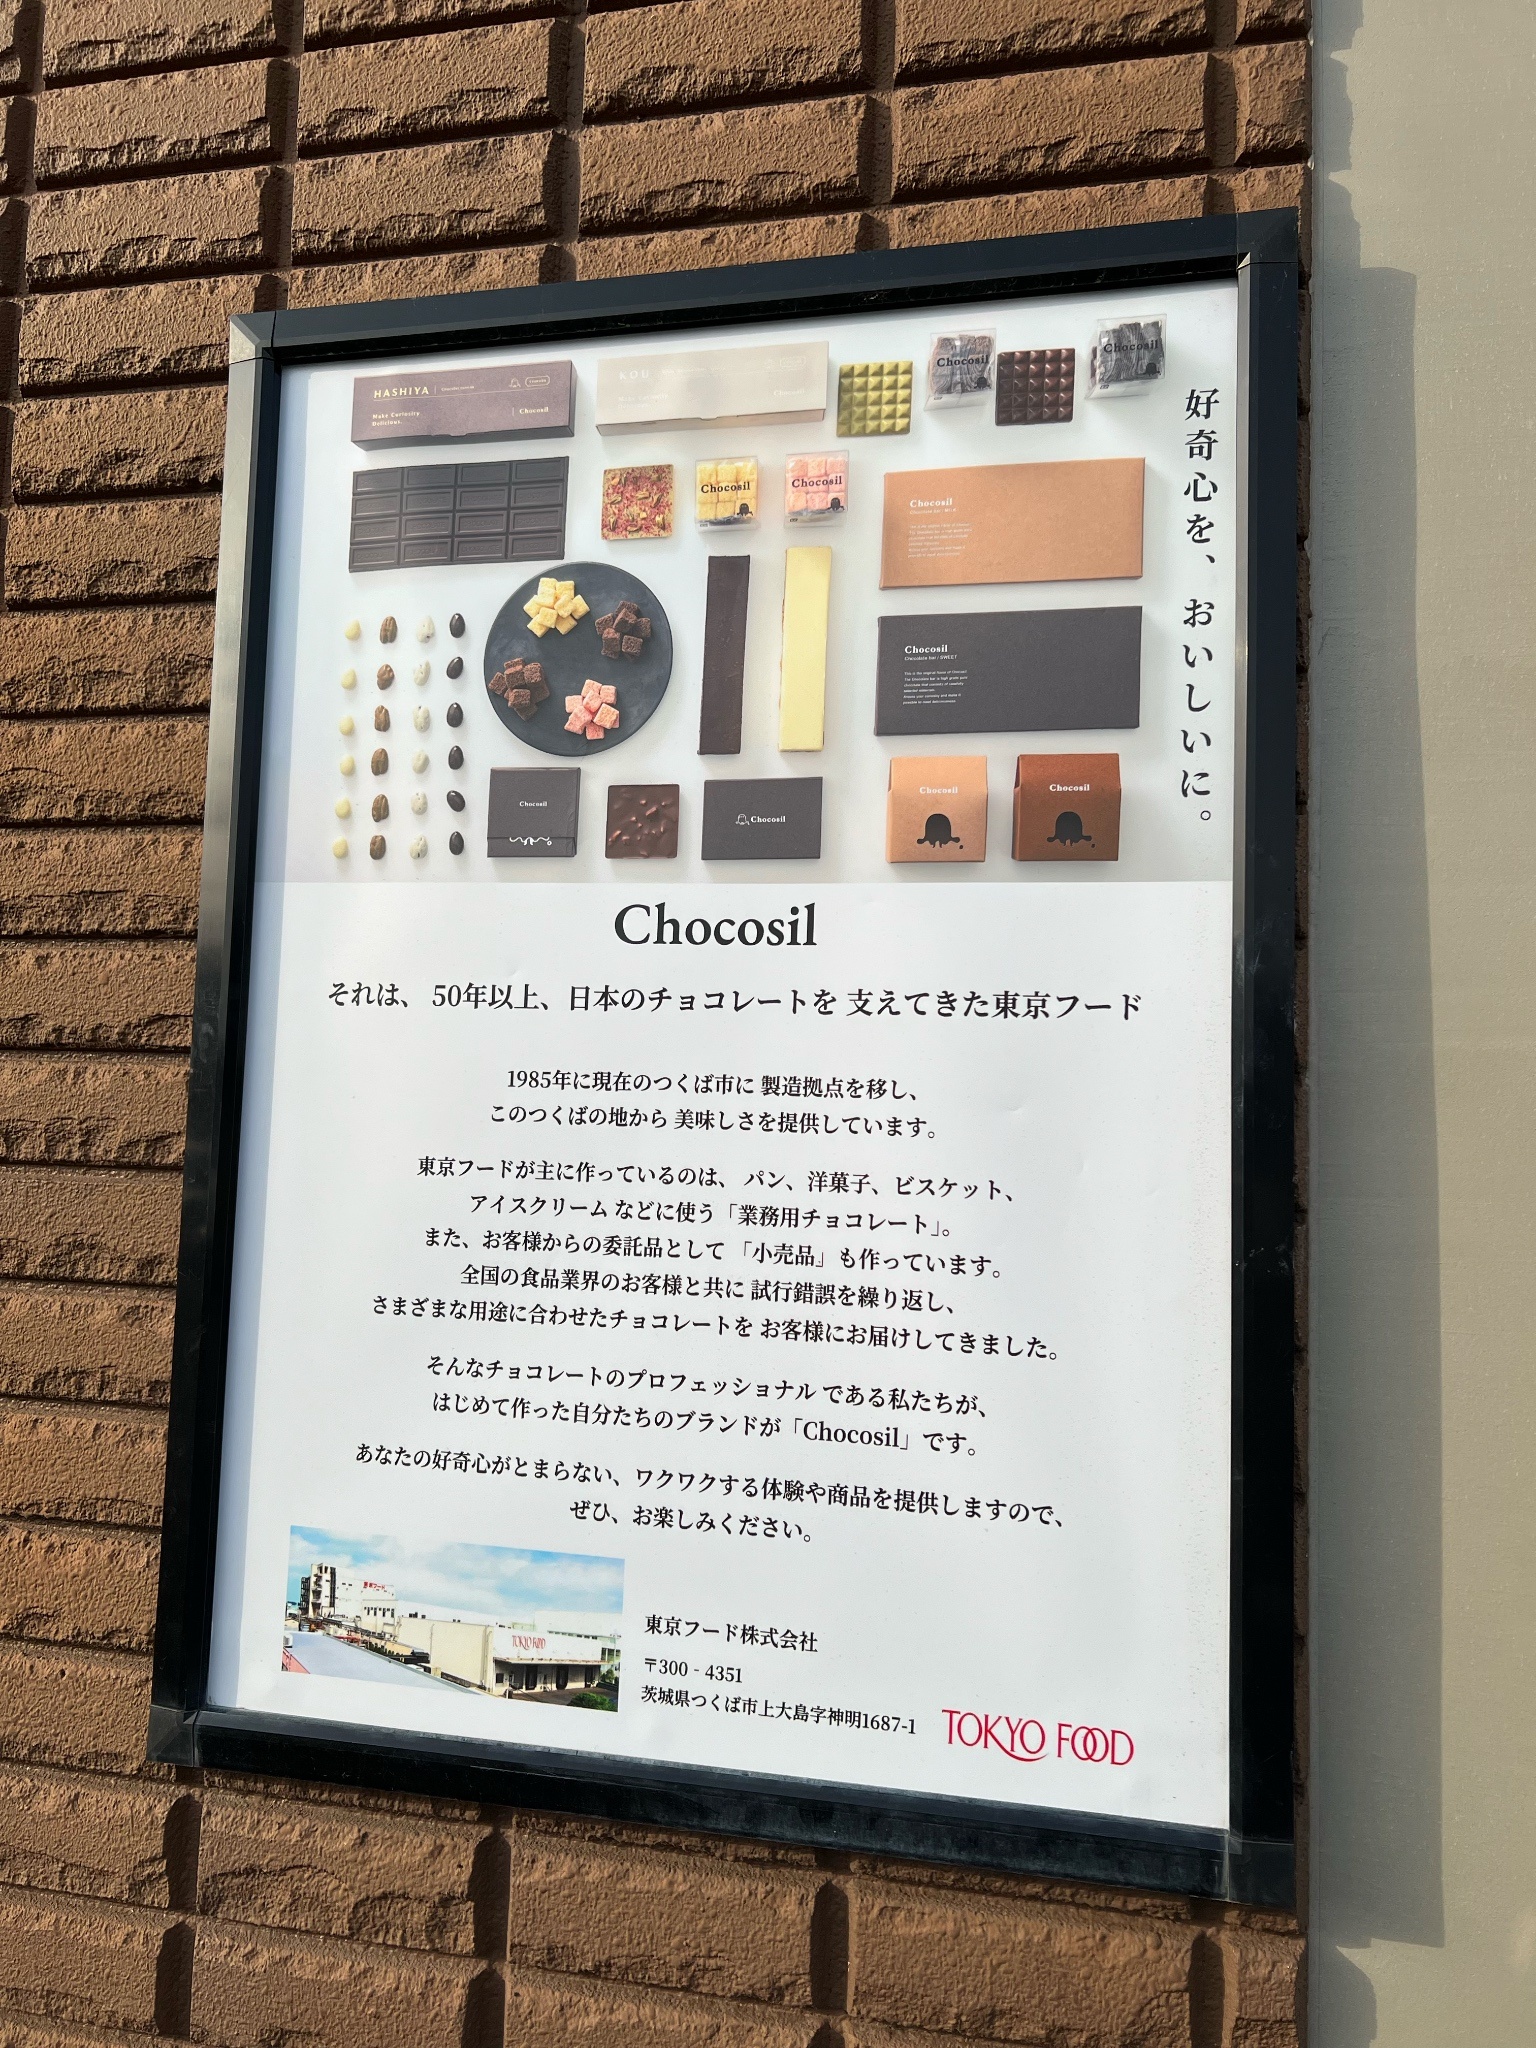 HASHIYA
Make Curiosity
Delicious.
Chocosil
KOU
Chocosil
Chocosil
Chocosil
好奇心を、おいしいに。
Chocosil
Chocosil
Chocosil
Chocosil
Chocolate bar / SWEET
Chocosil
Chocosil
Chocosil
Chocosil
Chocosil
それは、 50年以上、日本のチョコレートを 支えてきた東京フード
1985年に現在のつくば市に 製造拠点を移し、
このつくばの地から 美味しさを提供しています。
東京フードが主に作っているのは、 パン、洋菓子、ビスケット、
アイスクリーム などに使う「業務用チョコレート」。
また、お客様からの委託品として 「小売品」も作っています。
全国の食品業界のお客様と共に 試行錯誤を繰り返し、
さまざまな用途に合わせたチョコレートを お客様にお届けしてきました。
そんなチョコレートのプロフェッショナル である私たちが、
はじめて作った自分たちのブランドが「Chocosil」です。
あなたの好奇心がとまらない、ワクワクする体験や商品を提供しますので、
ぜひ、お楽しみください。
東京フード
TOKYO FOOD
東京フード株式会社
〒300‐4351
茨城県つくば市上大島字神明1687-1
TOKYO FOOD